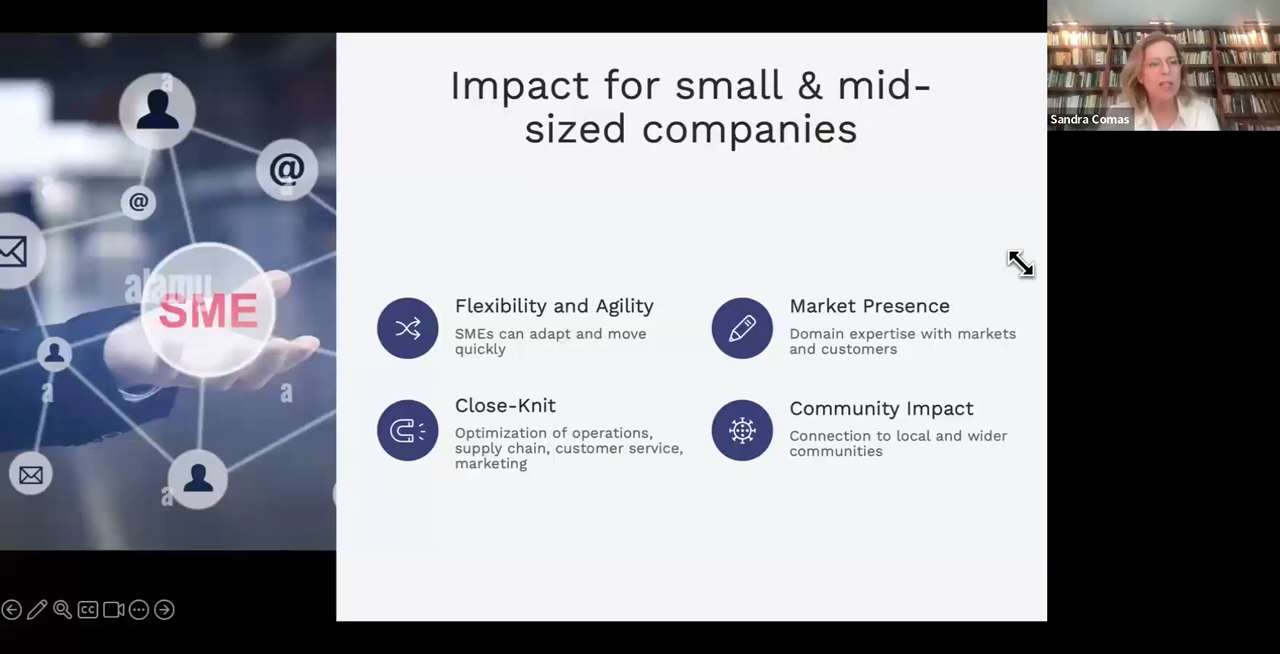 Impact for small & mid-
sized companies
Sandra Comas
@
@
alamy
SME
a
a
a
a
Flexibility and Agility
SMEs can adapt and move
quickly
Market Presence
Domain expertise with markets
and customers
Close-Knit
Optimization of operations,
supply chain, customer service,
marketing
Community Impact
Connection to local and wider
communities
CC